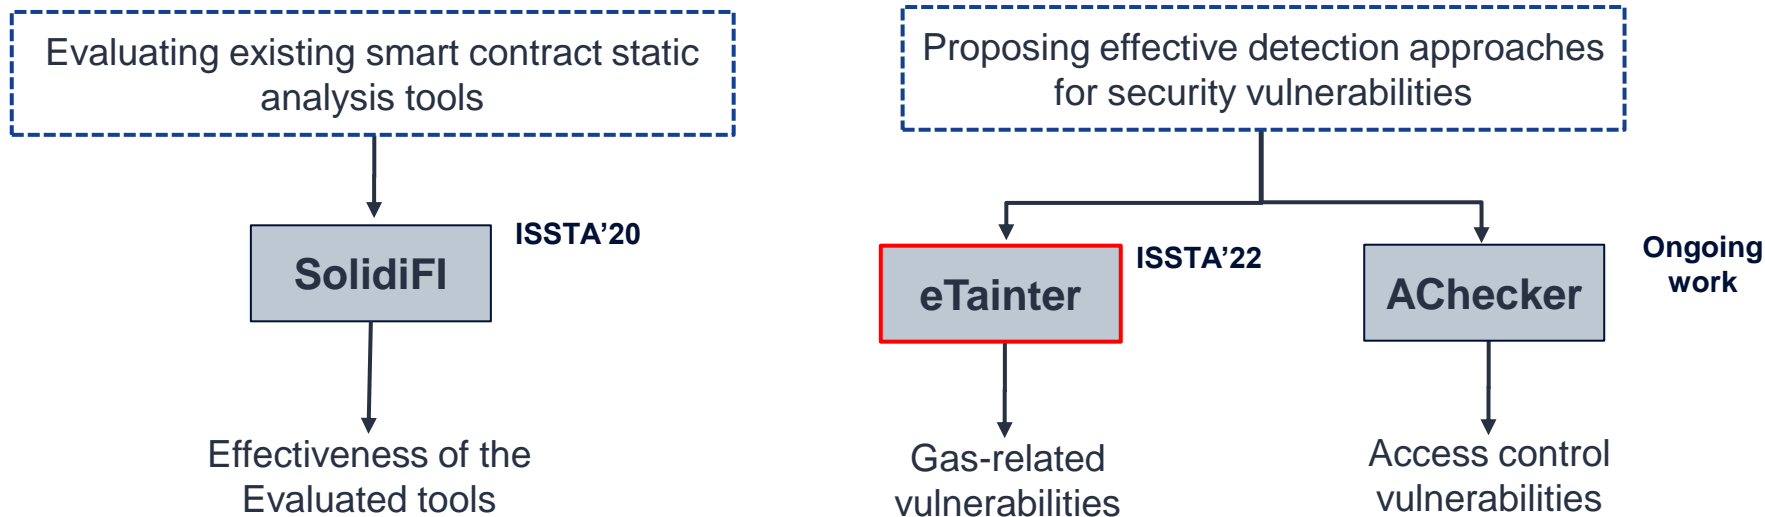 Evaluating existing smart contract static
analysis tools
SolidiFI
ISSTA’20
Effectiveness of the
Evaluated tools
Proposing effective detection approaches
for security vulnerabilities
eTainter
ISSTA’22
Gas-related
vulnerabilities
AChecker
Ongoing
work
Access control
vulnerabilities